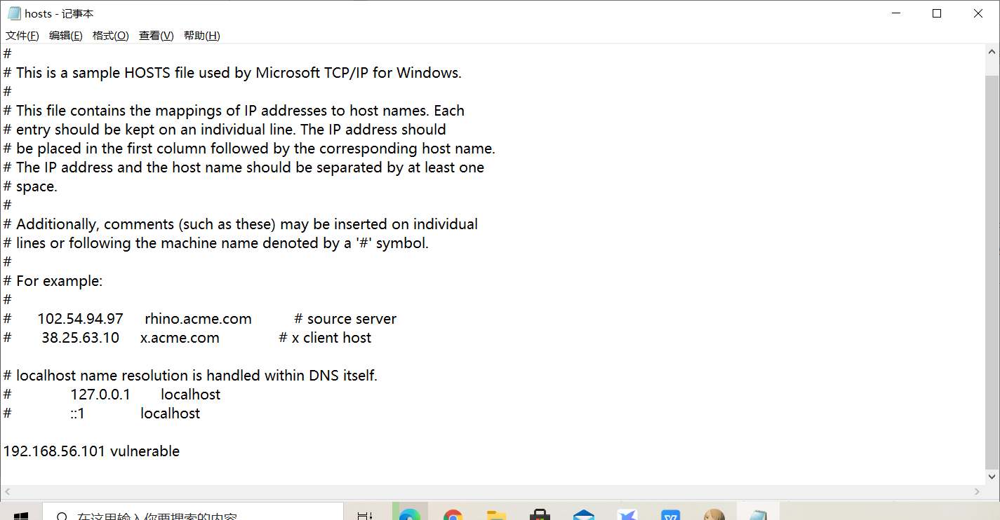 hosts - 记事本
文件(F) 编辑(E) 格式(O) 查看(V) 帮助(H)
#
# This is a sample HOSTS file used by Microsoft TCP/IP for Windows.
#
# This file contains the mappings of IP addresses to host names. Each
# entry should be kept on an individual line. The IP address should
# be placed in the first column followed by the corresponding host name.
# The IP address and the host name should be separated by at least one
# space.
#
# Additionally, comments (such as these) may be inserted on individual
# lines or following the machine name denoted by a '#' symbol.
#
# For example:
#
# 102.54.94.97 rhino.acme.com # source server
# 38.25.63.10 x.acme.com # x client host
# localhost name resolution is handled within DNS itself.
# 127.0.0.1 localhost
# ::1 localhost
192.168.56.101 vulnerable
在这里输入你要搜索的内容